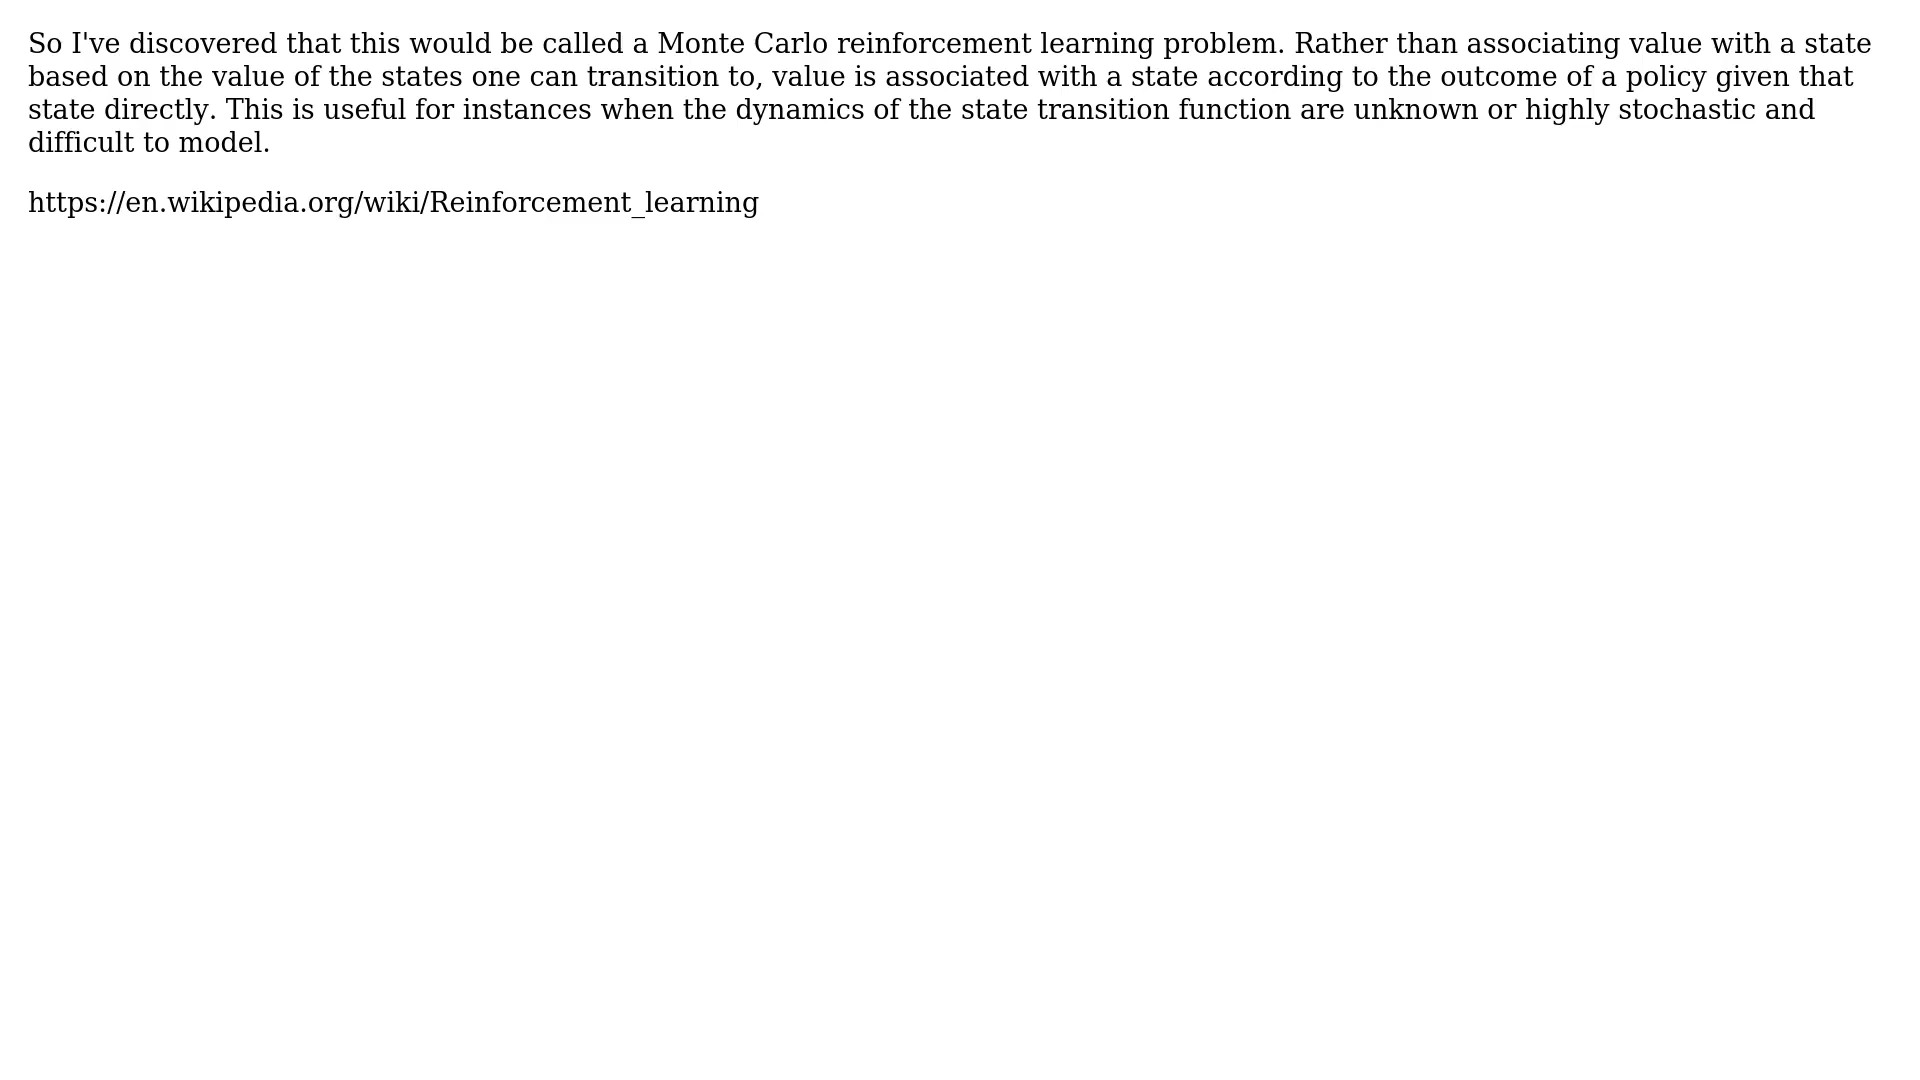 So I've discovered that this would be called a Monte Carlo reinforcement learning problem. Rather than associating value with a state
based on the value of the states one can transition to, value is associated with a state according to the outcome of a policy given that
state directly. This is useful for instances when the dynamics of the state transition function are unknown or highly stochastic and
difficult to model.
https://en.wikipedia.org/wiki/Reinforcement_learning